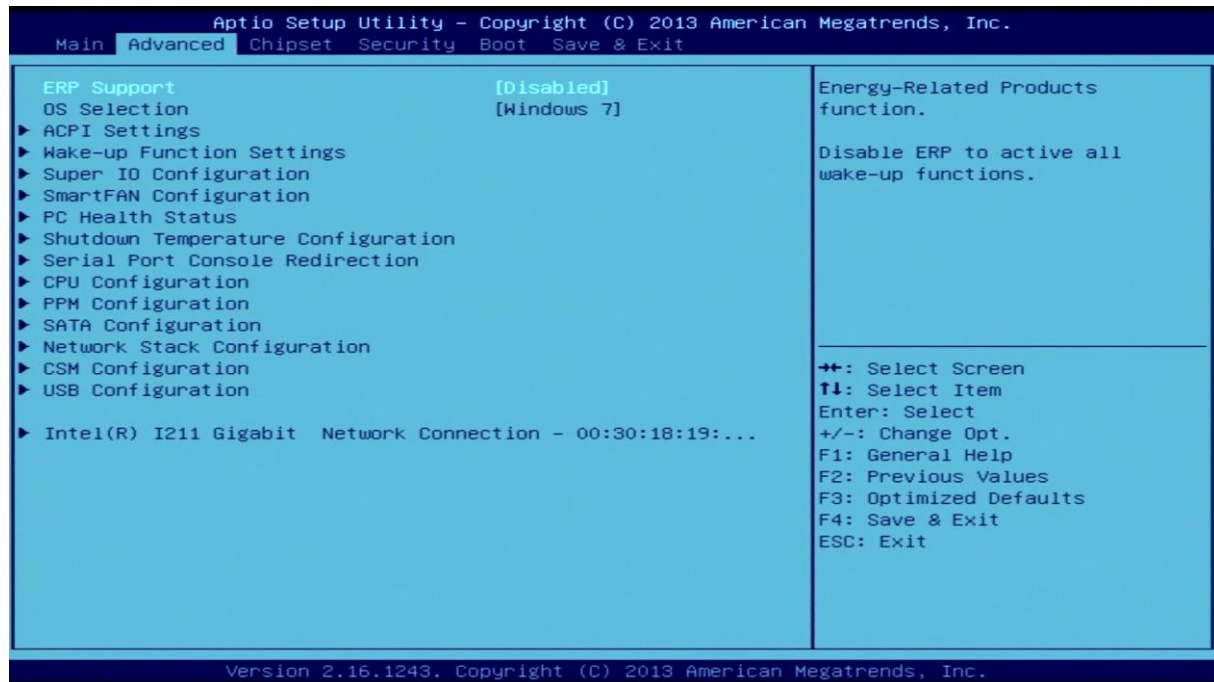 Aptio Setup Utility – Copyright (C) 2013 American Megatrends, Inc.
Main Advanced Chipset Security Boot Save & Exit
ERP Support [Disabled]
OS Selection [Windows 7]
▶ ACPI Settings
▶ Wake-up Function Settings
▶ Super IO Configuration
▶ SmartFAN Configuration
▶ PC Health Status
▶ Shutdown Temperature Configuration
▶ Serial Port Console Redirection
▶ CPU Configuration
▶ PPM Configuration
▶ SATA Configuration
▶ Network Stack Configuration
▶ CSM Configuration
▶ USB Configuration
▶ Intel(R) I211 Gigabit Network Connection – 00:30:18:19:...
Energy-Related Products
function.
Disable ERP to active all
wake-up functions.
→←: Select Screen
↑↓: Select Item
Enter: Select
+/-: Change Opt.
F1: General Help
F2: Previous Values
F3: Optimized Defaults
F4: Save & Exit
ESC: Exit
Version 2.16.1243. Copyright (C) 2013 American Megatrends, Inc.